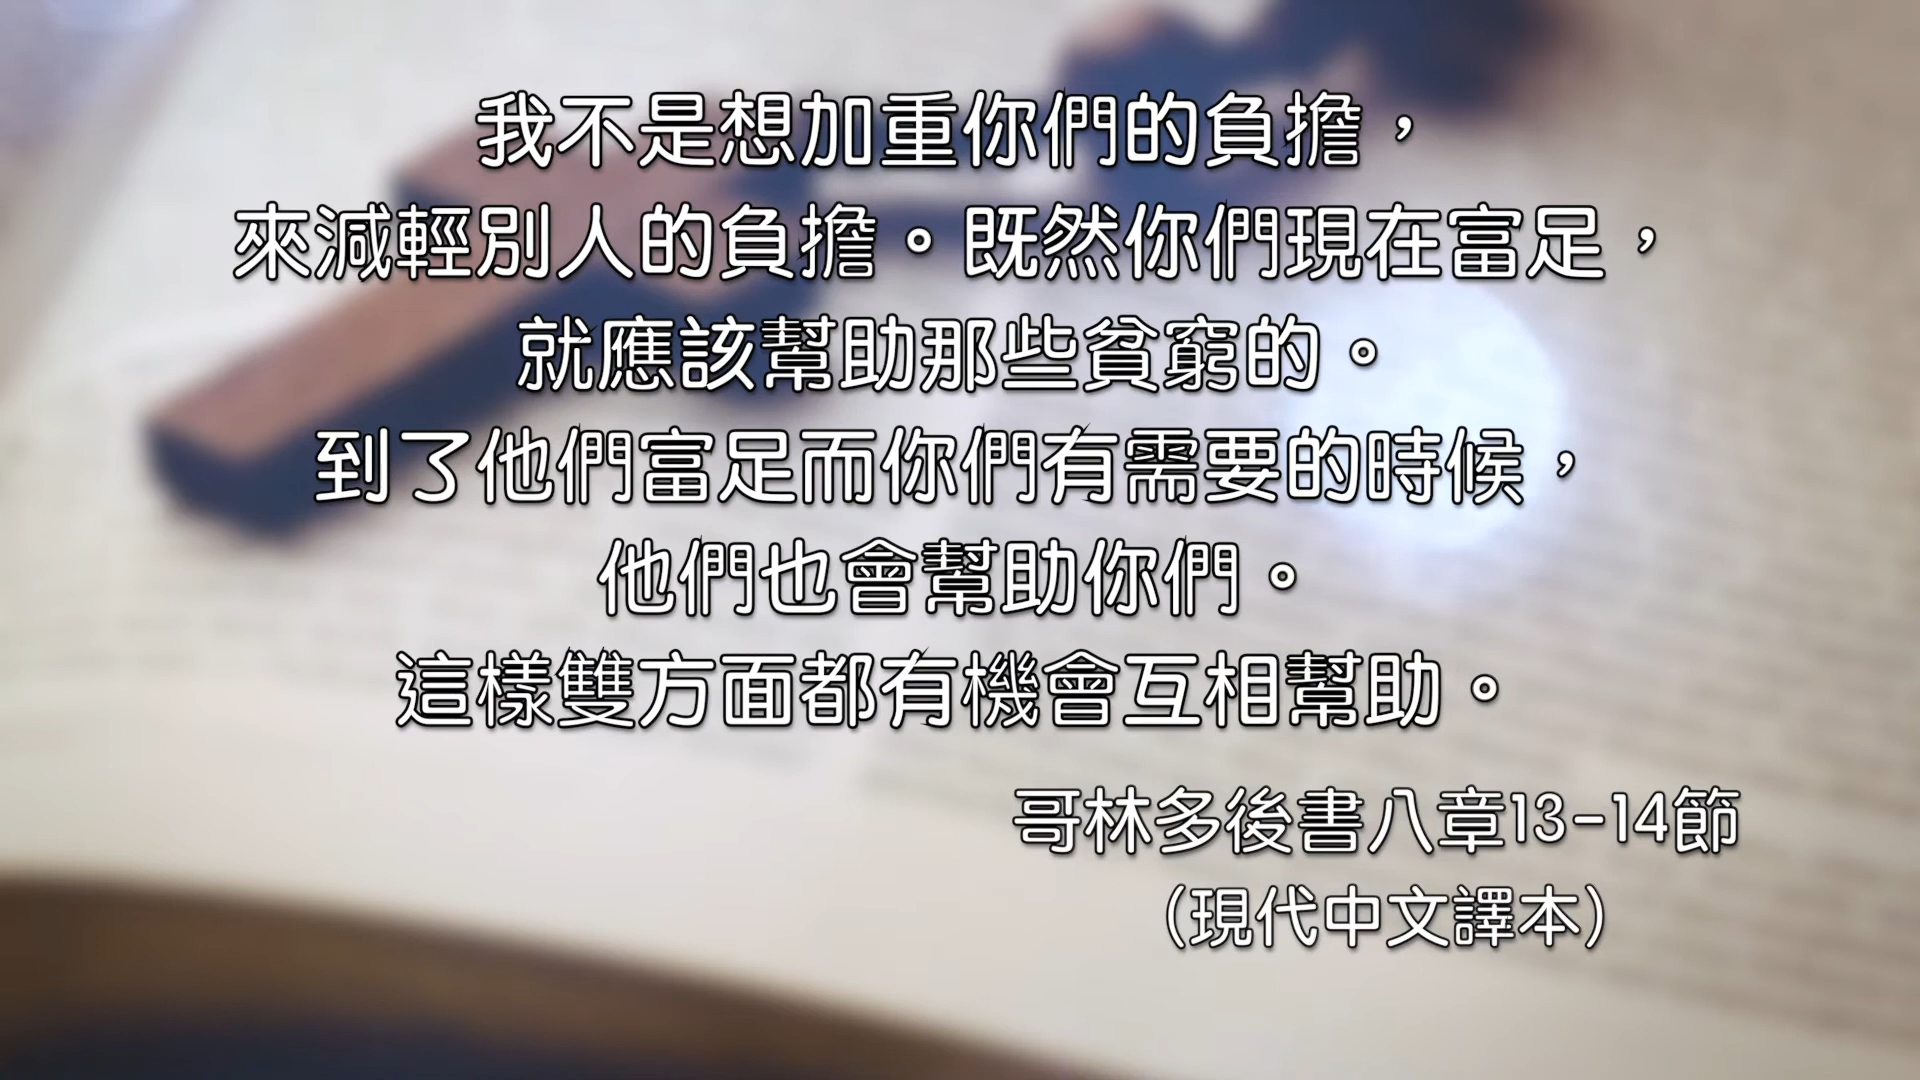 我不是想加重你們的負擔，
來減輕別人的負擔。既然你們現在富足，
就應該幫助那些貧窮的。
到了他們富足而你們有需要的時候，
他們也會幫助你們。
這樣雙方面都有機會互相幫助。
哥林多後書八章13-14節
（現代中文譯本）